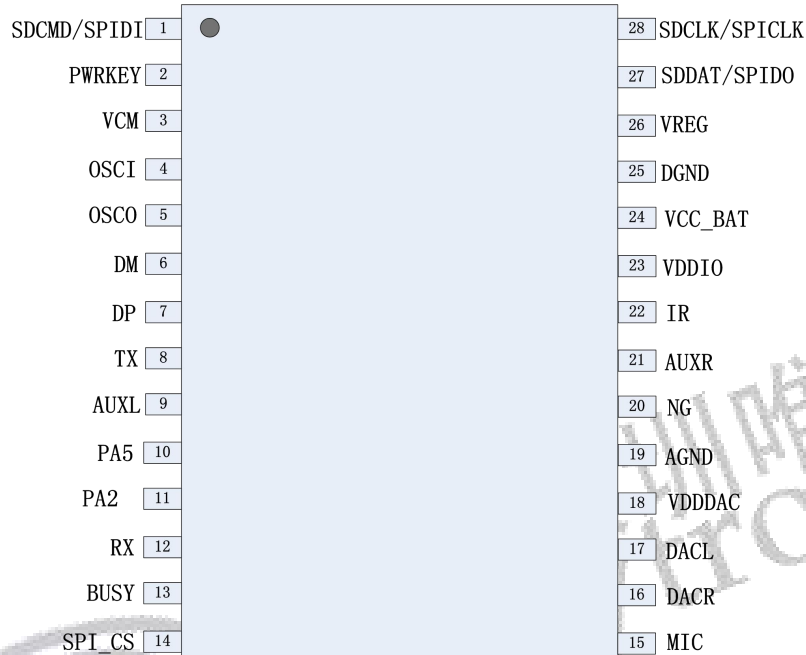 SDCMD/SPIDI 1 28 SDCLK/SPICLK
PWRKEY 2 27 SDDAT/SPIDO
VCM 3 26 VREG
OSCI 4 25 DGND
OSCO 5 24 VCC_BAT
DM 6 23 VDDIO
DP 7 22 IR
TX 8 21 AUXR
AUXL 9 20 NG
PA5 10 19 AGND
PA2 11 18 VDDDAC
RX 12 17 DACL
BUSY 13 16 DACR
SPI_CS 14 15 MIC